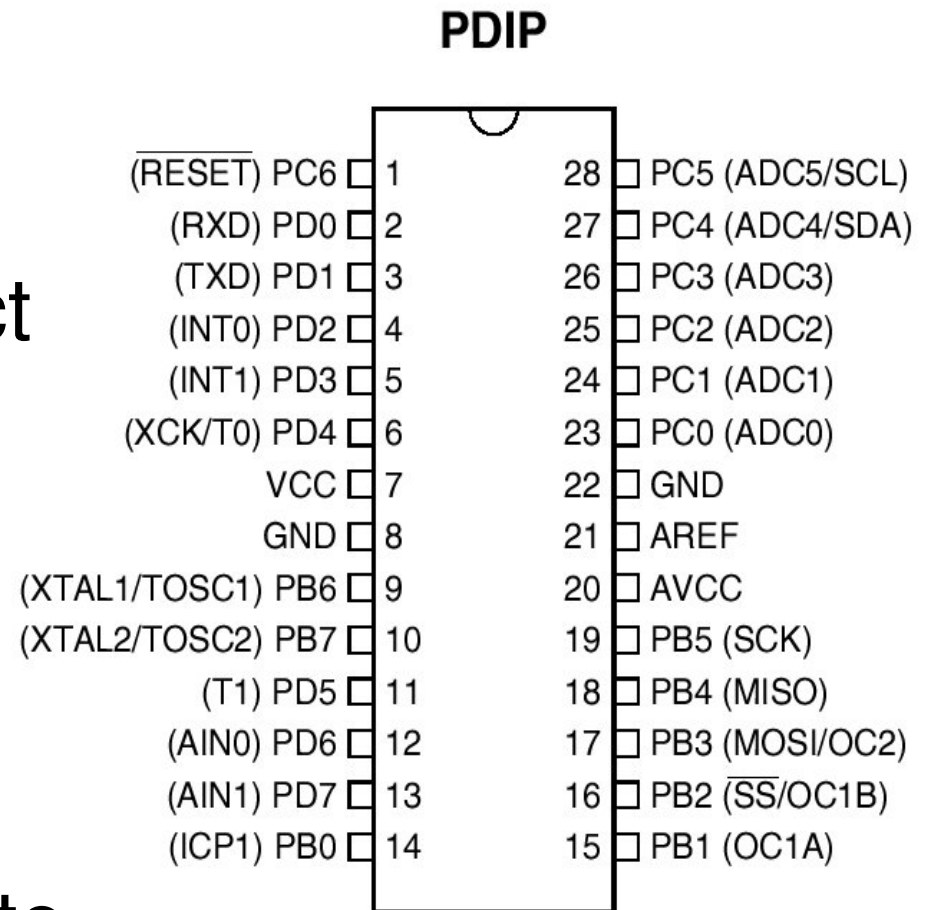 PDIP
(RESET) PC6 1 28 PC5 (ADC5/SCL)
(RXD) PD0 2 27 PC4 (ADC4/SDA)
(TXD) PD1 3 26 PC3 (ADC3)
ct
(INT0) PD2 4 25 PC2 (ADC2)
(INT1) PD3 5 24 PC1 (ADC1)
(XCK/T0) PD4 6 23 PC0 (ADC0)
VCC 7 22 GND
GND 8 21 AREF
(XTAL1/TOSC1) PB6 9 20 AVCC
(XTAL2/TOSC2) PB7 10 19 PB5 (SCK)
(T1) PD5 11 18 PB4 (MISO)
(AIN0) PD6 12 17 PB3 (MOSI/OC2)
(AIN1) PD7 13 16 PB2 (SS/OC1B)
(ICP1) PB0 14 15 PB1 (OC1A)